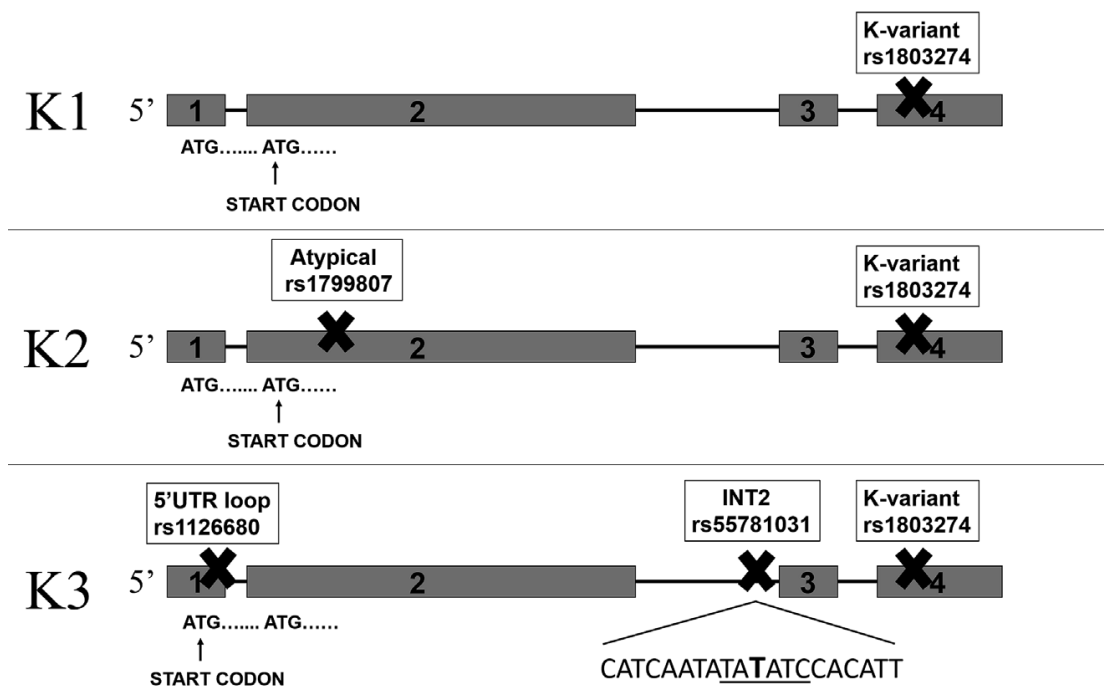 K-variant
rs1803274
K1 5’ 1 2 3 4
ATG....... ATG......
START CODON
Atypical
rs1799807
K-variant
rs1803274
K2 5’ 1 2 3 4
ATG....... ATG......
START CODON
5’UTR loop
rs1126680
INT2
rs55781031
K-variant
rs1803274
K3 5’ 1 2 3 4
ATG....... ATG......
START CODON
CATCAATATATATCCACATT